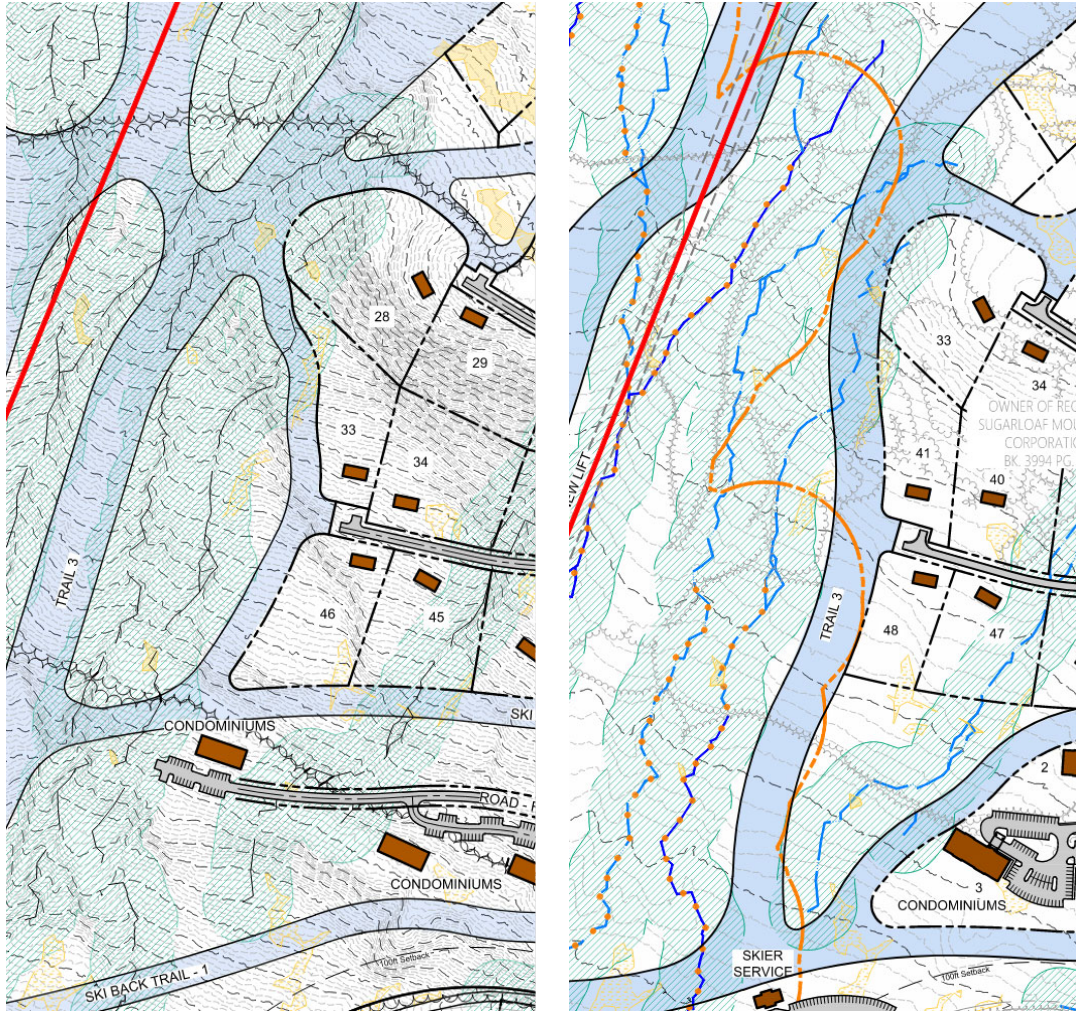 28
29
33
34
TRAIL 3
46
45
SKI
CONDOMINIUMS
ROAD -
CONDOMINIUMS
SKI BACK TRAIL - 1
100ft Setback
33
34
OWNER OF REC
SUGARLOAF MOU
CORPORATIO
BK. 3994 PG
41
40
EW LIFT
TRAIL 3
48
47
2
3
CONDOMINIUMS
SKIER
SERVICE
100ft Setback